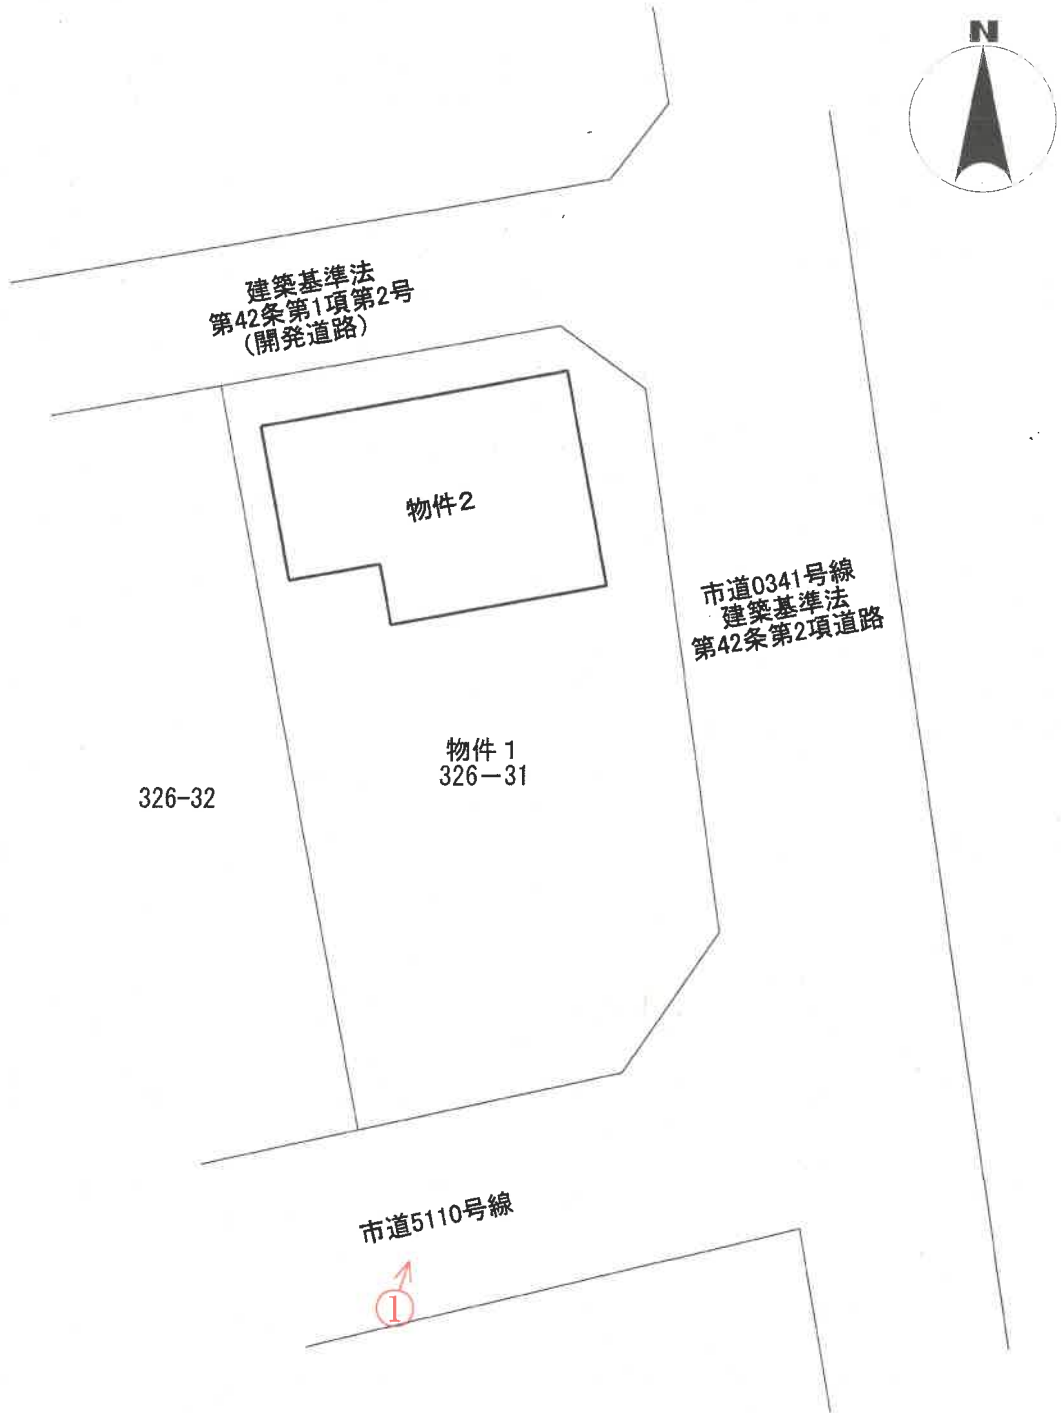 N
建築基準法
第42条第1項第2号
(開発道路)
物件2
市道0341号線
建築基準法
第42条第2項道路
物件1
326-31
326-32
市道5110号線
①